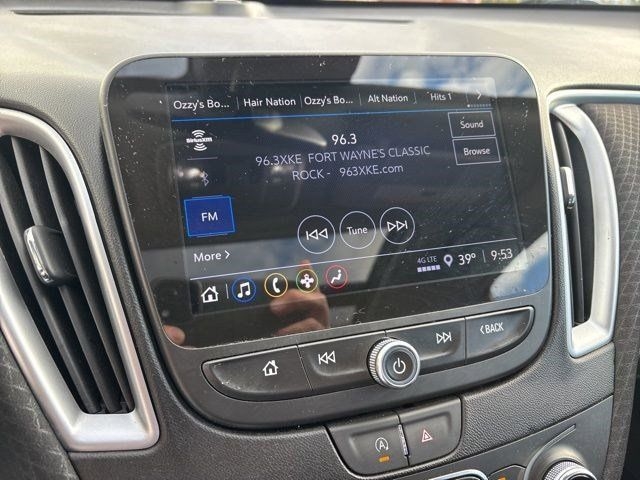 Ozzy's Bo... Hair Nation Ozzy's Bo... Alt Nation Hits 1 >
SiriusXM
96.3
Sound
96.3XKE FORT WAYNE'S CLASSIC
ROCK - 963XKE.com
Browse
FM
Tune
More >
4G LTE 39° 9:53
<BACK
A